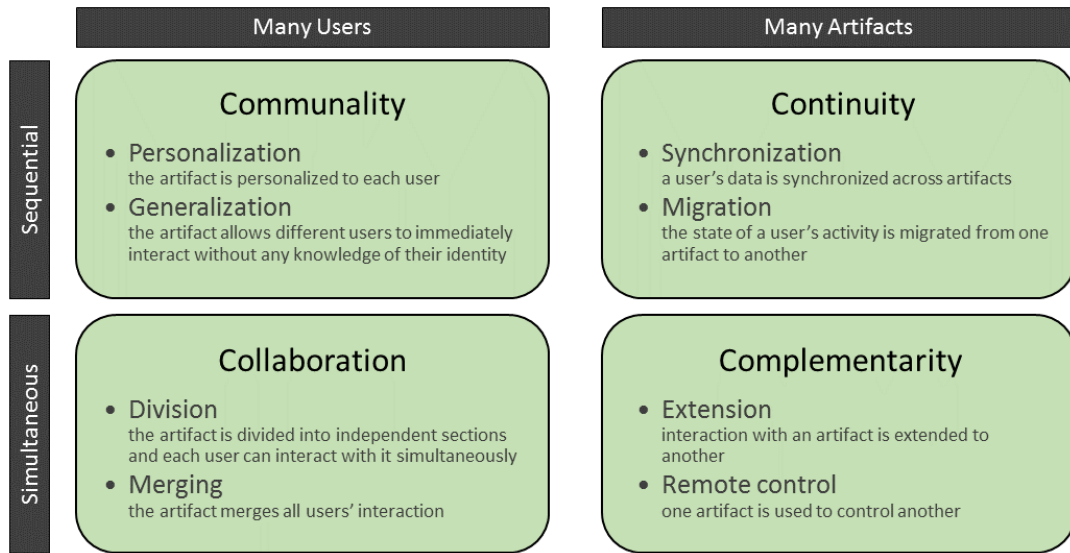 Many Users
Many Artifacts
Sequential
Communality
• Personalization
the artifact is personalized to each user
• Generalization
the artifact allows different users to immediately
interact without any knowledge of their identity
Continuity
• Synchronization
a user's data is synchronized across artifacts
• Migration
the state of a user's activity is migrated from one
artifact to another
Simultaneous
Collaboration
• Division
the artifact is divided into independent sections
and each user can interact with it simultaneously
• Merging
the artifact merges all users' interaction
Complementarity
• Extension
interaction with an artifact is extended to
another
• Remote control
one artifact is used to control another